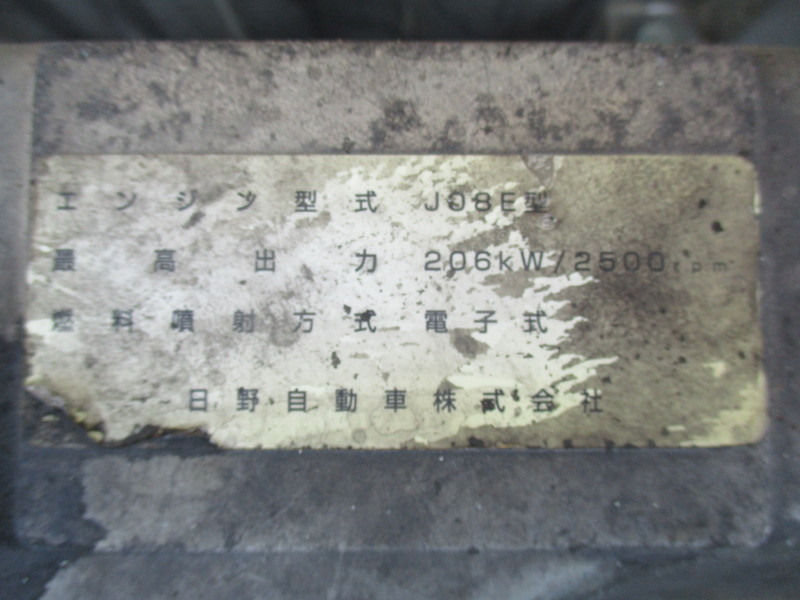 エンジン型式 J08E型
最高出力 206kW/2500rpm
燃料噴射方式 電子式
日野自動車株式会社